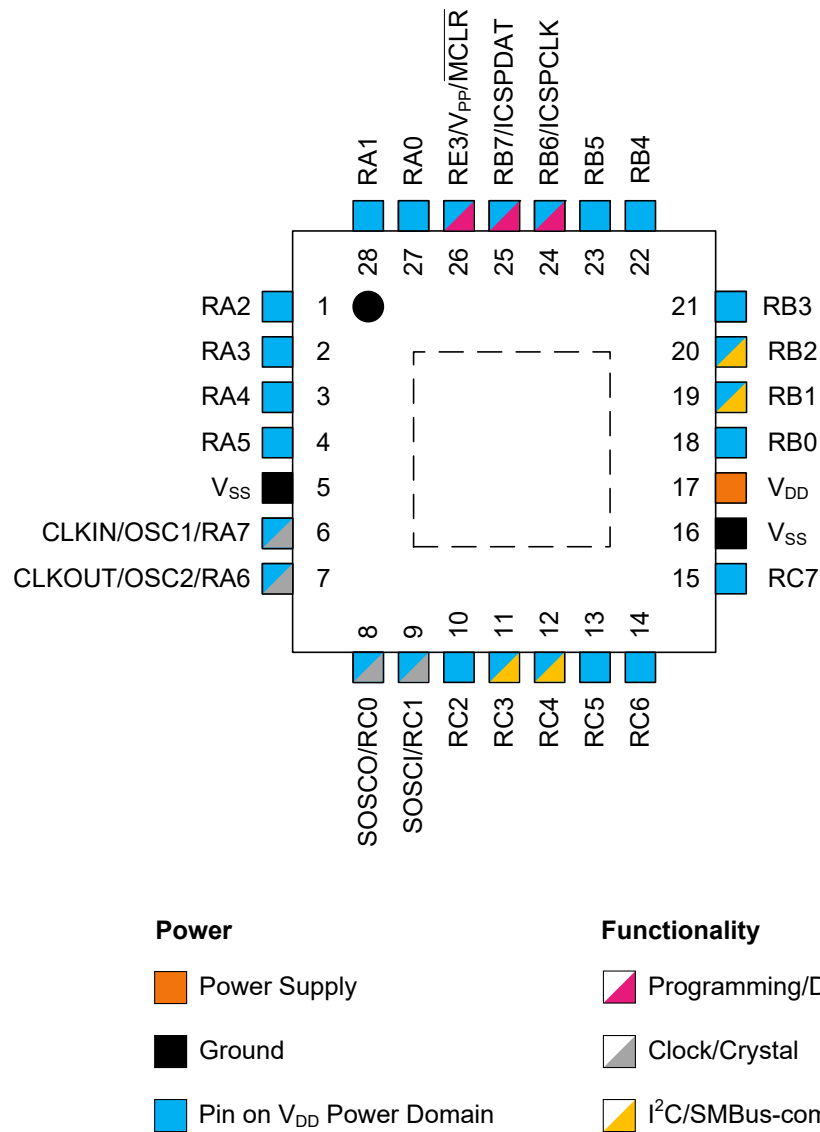 RA1
RA0
RE3/VPP/MCLR
RB7/ICSPDAT
RB6/ICSPCLK
RB5
RB4
28
27
26
25
24
23
22
RA2
1
RA3
2
RA4
3
RA5
4
VSS
5
CLKIN/OSC1/RA7
6
CLKOUT/OSC2/RA6
7
21
RB3
20
RB2
19
RB1
18
RB0
17
VDD
16
VSS
15
RC7
8
9
10
11
12
13
14
SOSCO/RC0
SOSCI/RC1
RC2
RC3
RC4
RC5
RC6
Power
Power Supply
Ground
Pin on VDD Power Domain
Functionality
Programming/D
Clock/Crystal
I²C/SMBus-com